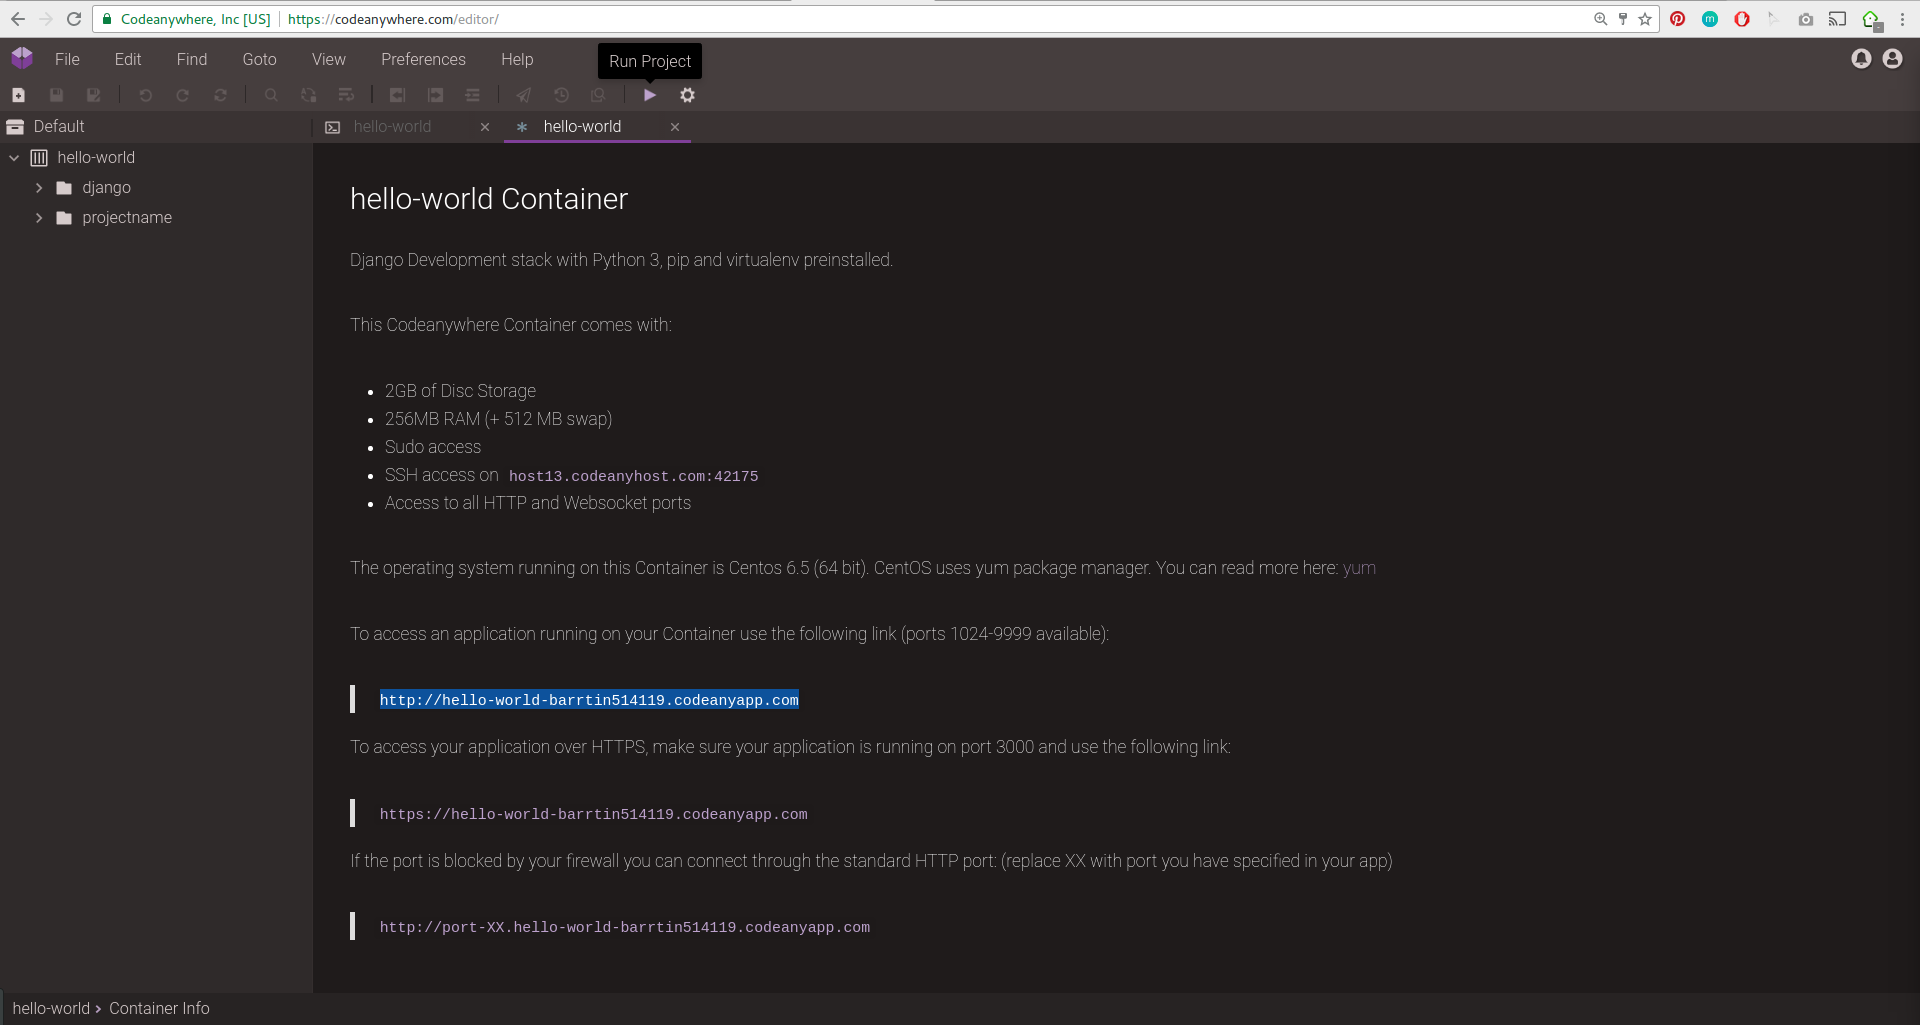 Codeanywhere, Inc [US] https://codeanywhere.com/editor/
File Edit Find Goto View Preferences Help Run Project
Default hello-world hello-world
hello-world
django
projectname
hello-world Container
Django Development stack with Python 3, pip and virtualenv preinstalled.
This Codeanywhere Container comes with:
2GB of Disc Storage
256MB RAM (+ 512 MB swap)
Sudo access
SSH access on host13.codeanyhost.com:42175
Access to all HTTP and Websocket ports
The operating system running on this Container is Centos 6.5 (64 bit). CentOS uses yum package manager. You can read more here: yum
To access an application running on your Container use the following link (ports 1024-9999 available):
http://hello-world-barrtin514119.codeanyapp.com
To access your application over HTTPS, make sure your application is running on port 3000 and use the following link:
https://hello-world-barrtin514119.codeanyapp.com
If the port is blocked by your firewall you can connect through the standard HTTP port: (replace XX with port you have specified in your app)
http://port-XX.hello-world-barrtin514119.codeanyapp.com
hello-world > Container Info